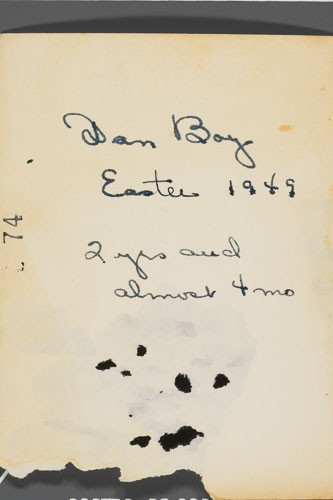 Dan Boy
Easter 1949
2 yrs and
almost 4 mo
74